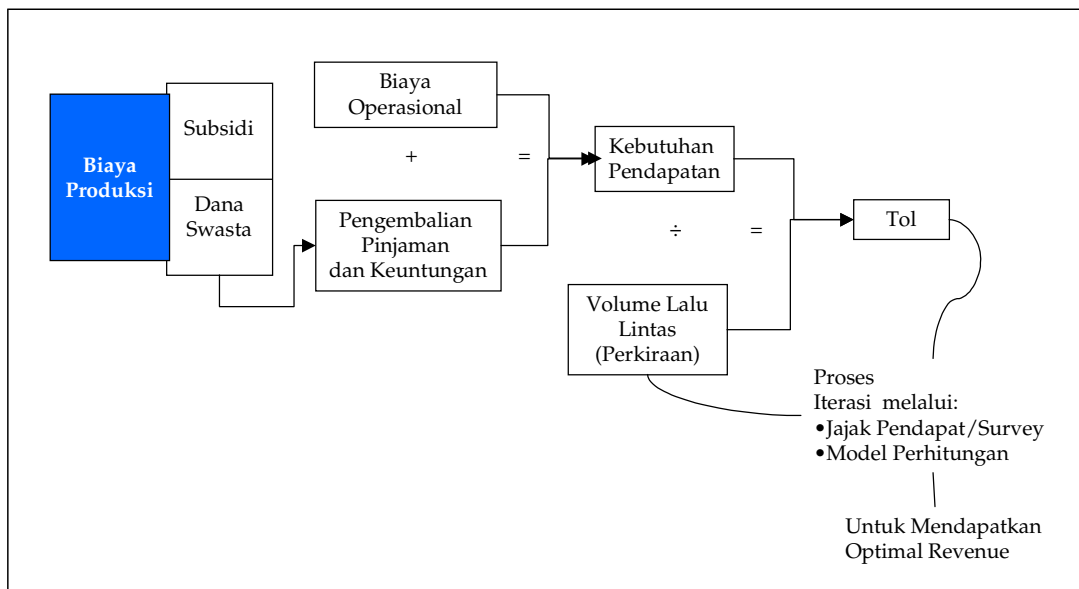 Biaya
Produksi
Subsidi
Dana
Swasta
Biaya
Operasional
+
=
Pengembalian
Pinjaman
dan Keuntungan
Kebutuhan
Pendapatan
÷
=
Volume Lalu
Lintas
(Perkiraan)
Tol
Proses
Iterasi melalui:
•Jajak Pendapat/Survey
•Model Perhitungan
Untuk Mendapatkan
Optimal Revenue